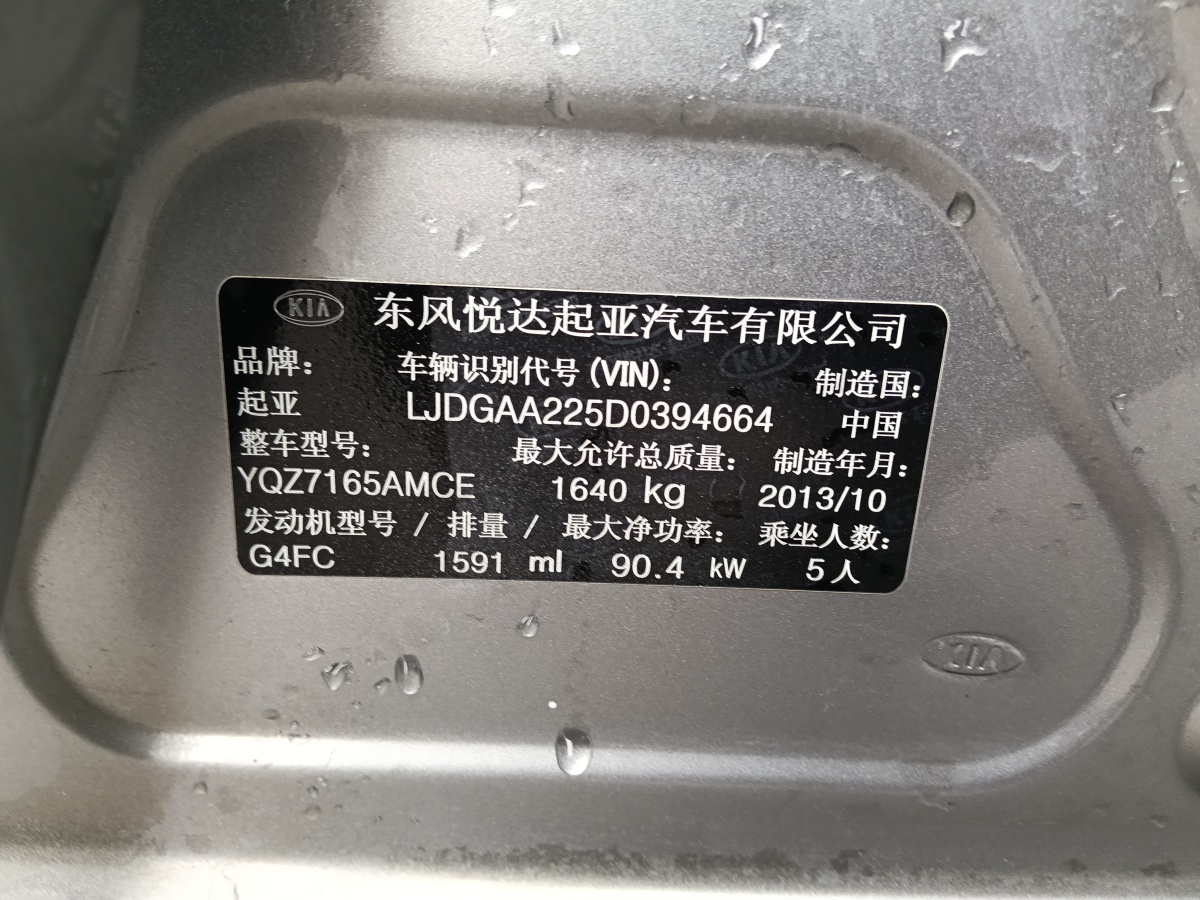 KIA 东风悦达起亚汽车有限公司
品牌: 车辆识别代号(VIN): 制造国:
起亚 LJDGAA225D0394664 中国
整车型号: 最大允许总质量: 制造年月:
YQZ7165AMCE 1640 kg 2013/10
发动机型号 / 排量 / 最大净功率: 乘坐人数:
G4FC 1591 ml 90.4 kW 5人